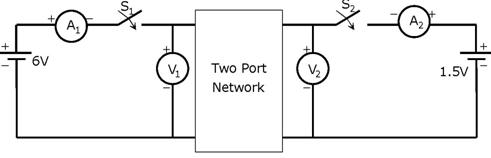 S₁
S₂
+ A₁ −
− A₂ +
+
−
6V
+
V₁
−
Two Port
Network
+
V₂
−
+
−
1.5V